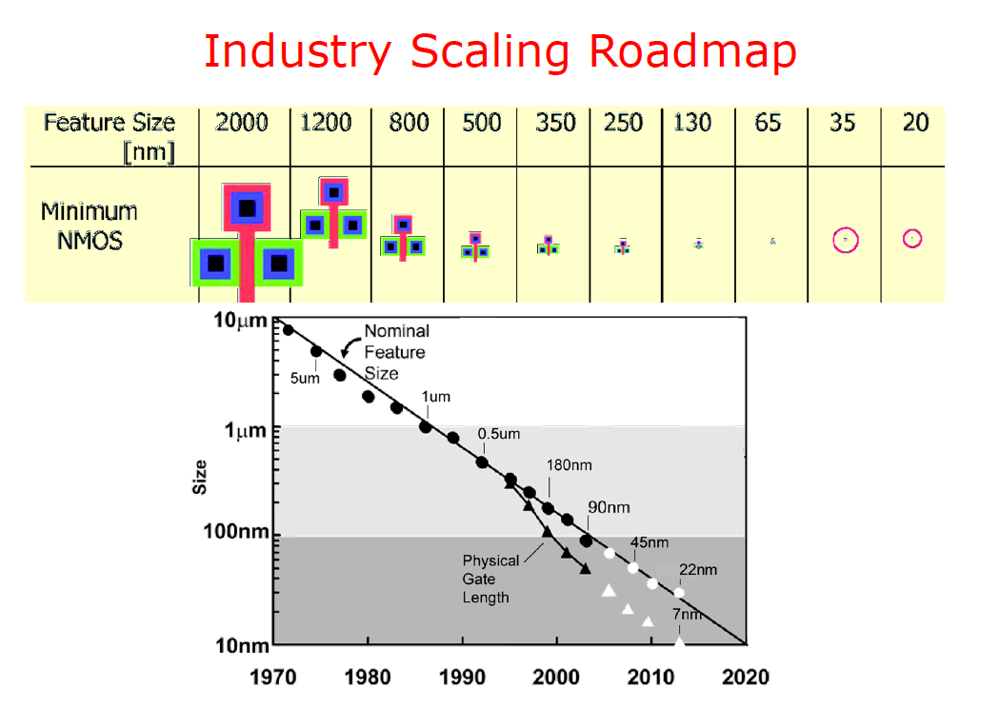 Industry Scaling Roadmap
Feature Size 2000 1200 800 500 350 250 130 65 35 20
[nm]
Minimum
NMOS
10μm
Nominal
Feature
Size
5um
1um
1μm
0.5um
180nm
Size
90nm
100nm
45nm
Physical
Gate
Length
22nm
7nm
10nm
1970 1980 1990 2000 2010 2020